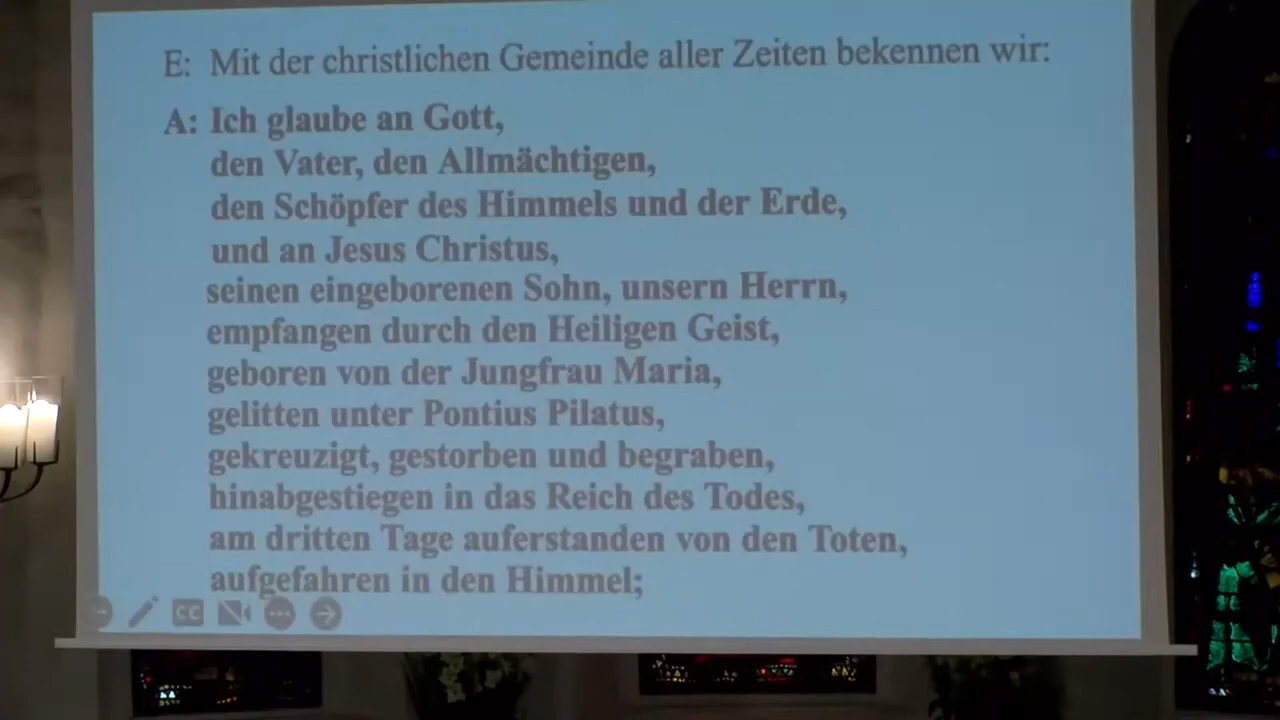 E: Mit der christlichen Gemeinde aller Zeiten bekennen wir:
A: Ich glaube an Gott,
den Vater, den Allmächtigen,
den Schöpfer des Himmels und der Erde,
und an Jesus Christus,
seinen eingeborenen Sohn, unsern Herrn,
empfangen durch den Heiligen Geist,
geboren von der Jungfrau Maria,
gelitten unter Pontius Pilatus,
gekreuzigt, gestorben und begraben,
hinabgestiegen in das Reich des Todes,
am dritten Tage auferstanden von den Toten,
aufgefahren in den Himmel;
CC